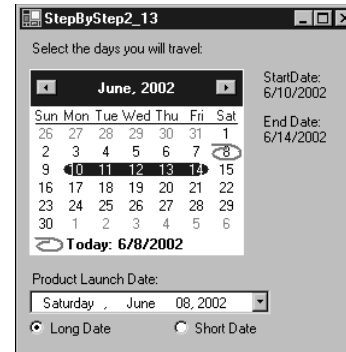 StepByStep2_13
Select the days you will travel:
June, 2002
Sun Mon Tue Wed Thu Fri Sat
26 27 28 29 30 31 1
2 3 4 5 6 7 8
9 10 11 12 13 14 15
16 17 18 19 20 21 22
23 24 25 26 27 28 29
30 1 2 3 4 5 6
Today: 6/8/2002
StartDate:
6/10/2002
End Date:
6/14/2002
Product Launch Date:
Saturday , June 08, 2002
Long Date Short Date